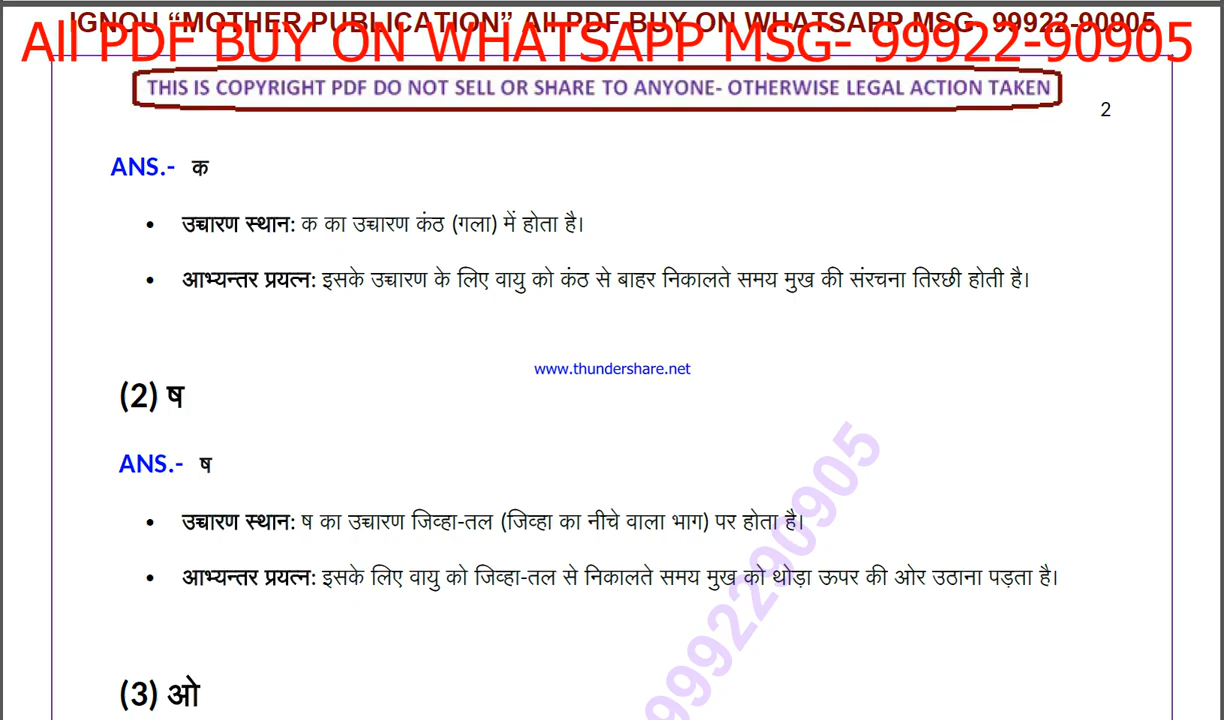 IGNOU “MOTHER PUBLICATION” All PDF BUY ON WHATSAPP MSG- 99922-90905
All PDF BUY ON WHATSAPP MSG- 99922-90905
THIS IS COPYRIGHT PDF DO NOT SELL OR SHARE TO ANYONE- OTHERWISE LEGAL ACTION TAKEN
2
ANS.- क
• उच्चारण स्थान: क का उच्चारण कंठ (गला) में होता है।
• आभ्यन्तर प्रयत्न: इसके उच्चारण के लिए वायु को कंठ से बाहर निकालते समय मुख की संरचना तिरछी होती है।
www.thundershare.net
(2) ष
ANS.- ष
• उच्चारण स्थान: ष का उच्चारण जिव्हा-तल (जिव्हा का नीचे वाला भाग) पर होता है।
• आभ्यन्तर प्रयत्न: इसके लिए वायु को जिव्हा-तल से निकालते समय मुख को थोड़ा ऊपर की ओर उठाना पड़ता है।
9992290905
(3) ओ